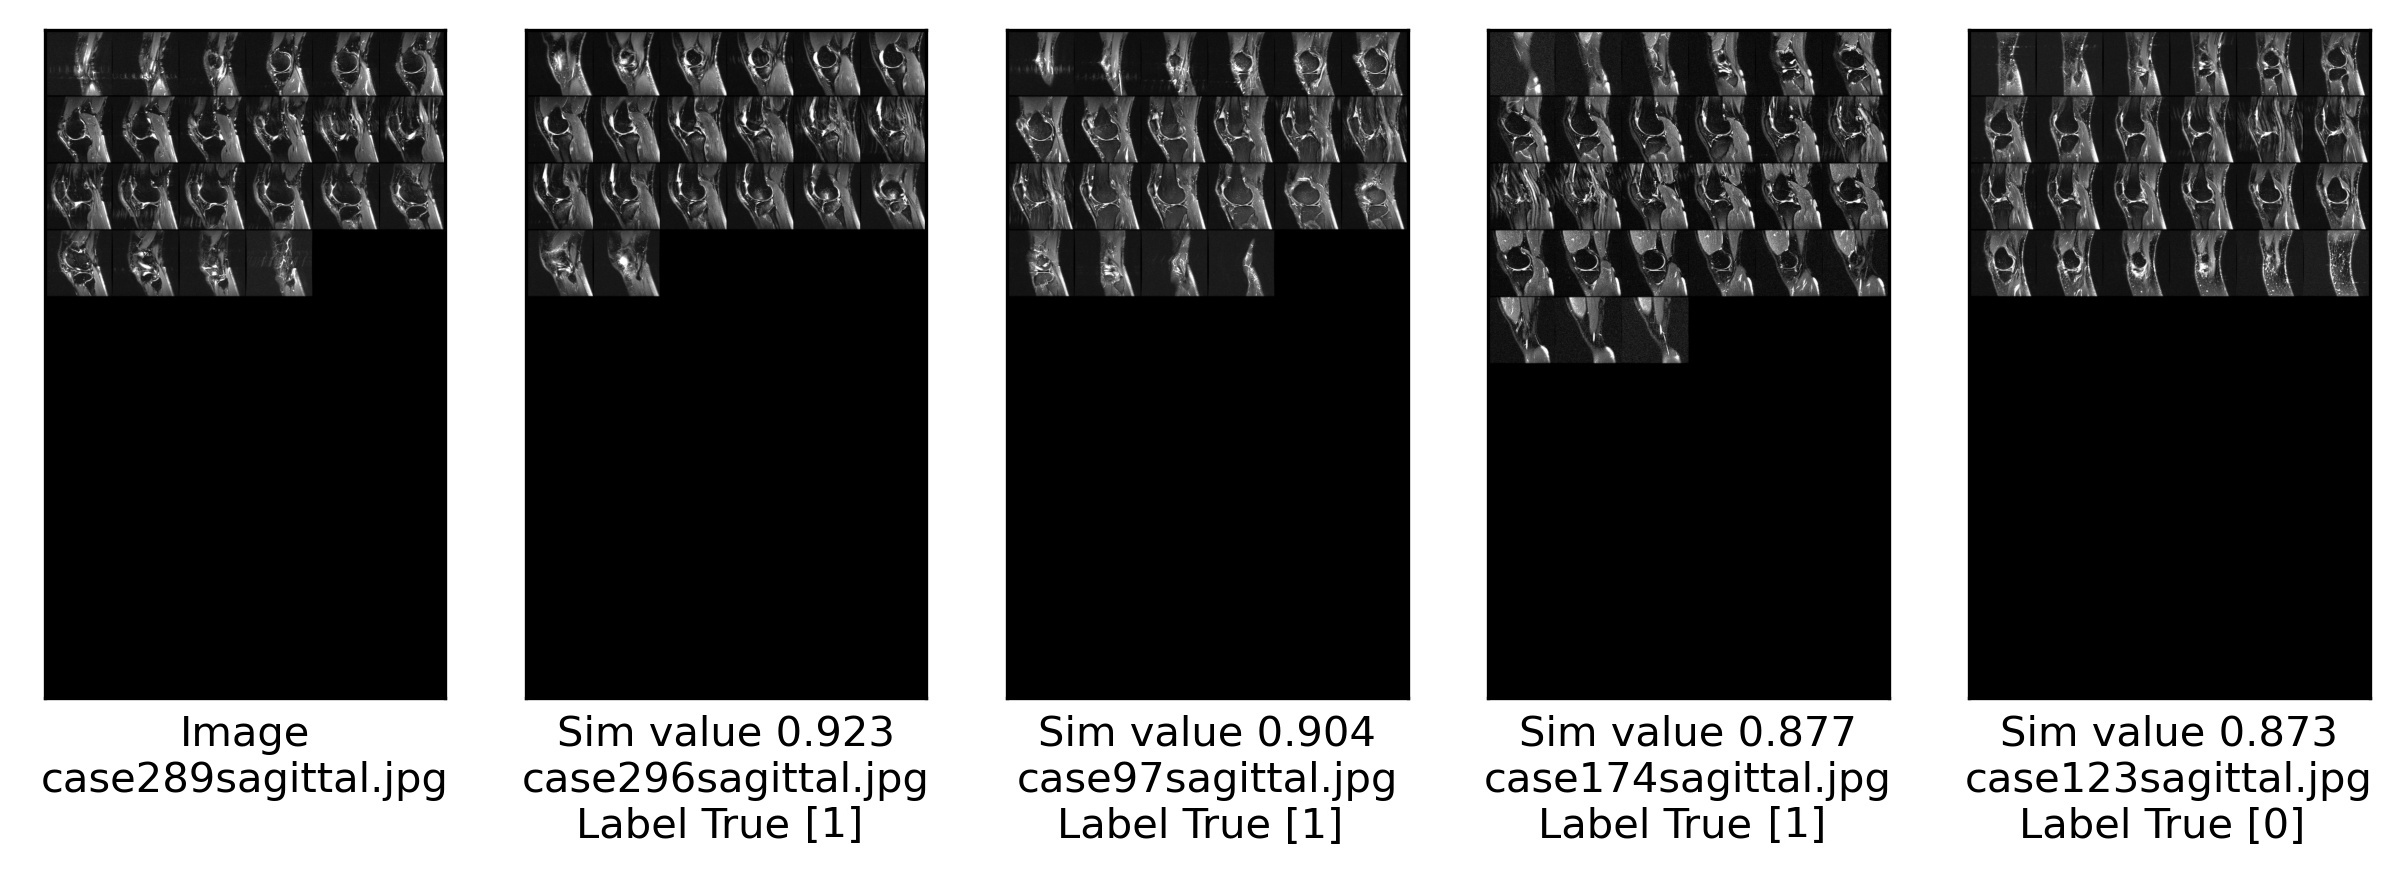 Image
case289sagittal.jpg
Sim value 0.923
case296sagittal.jpg
Label True [1]
Sim value 0.904
case97sagittal.jpg
Label True [1]
Sim value 0.877
case174sagittal.jpg
Label True [1]
Sim value 0.873
case123sagittal.jpg
Label True [0]